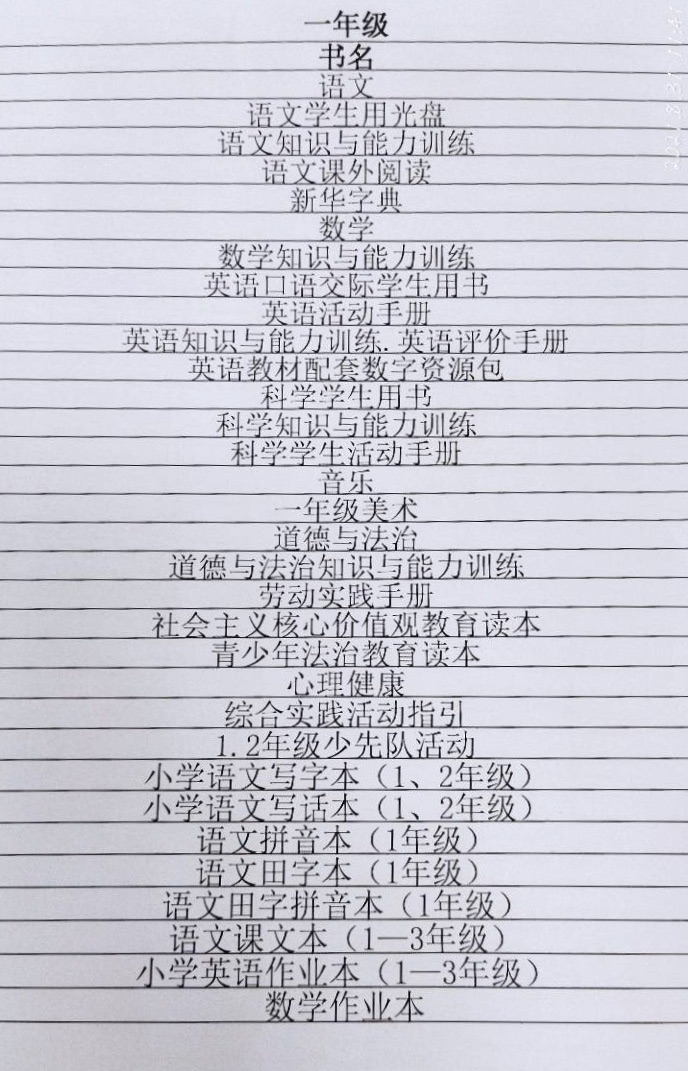 一年级
书名
语文
语文学生用光盘
语文知识与能力训练
语文课外阅读
新华字典
数学
数学知识与能力训练
英语口语交际学生用书
英语活动手册
英语知识与能力训练.英语评价手册
英语教材配套数字资源包
科学学生用书
科学知识与能力训练
科学学生活动手册
音乐
一年级美术
道德与法治
道德与法治知识与能力训练
劳动实践手册
社会主义核心价值观教育读本
青少年法治教育读本
心理健康
综合实践活动指引
1.2年级少先队活动
小学语文写字本（1、2年级）
小学语文写话本（1、2年级）
语文拼音本（1年级）
语文田字本（1年级）
语文田字拼音本（1年级）
语文课文本（1—3年级）
小学英语作业本（1—3年级）
数学作业本